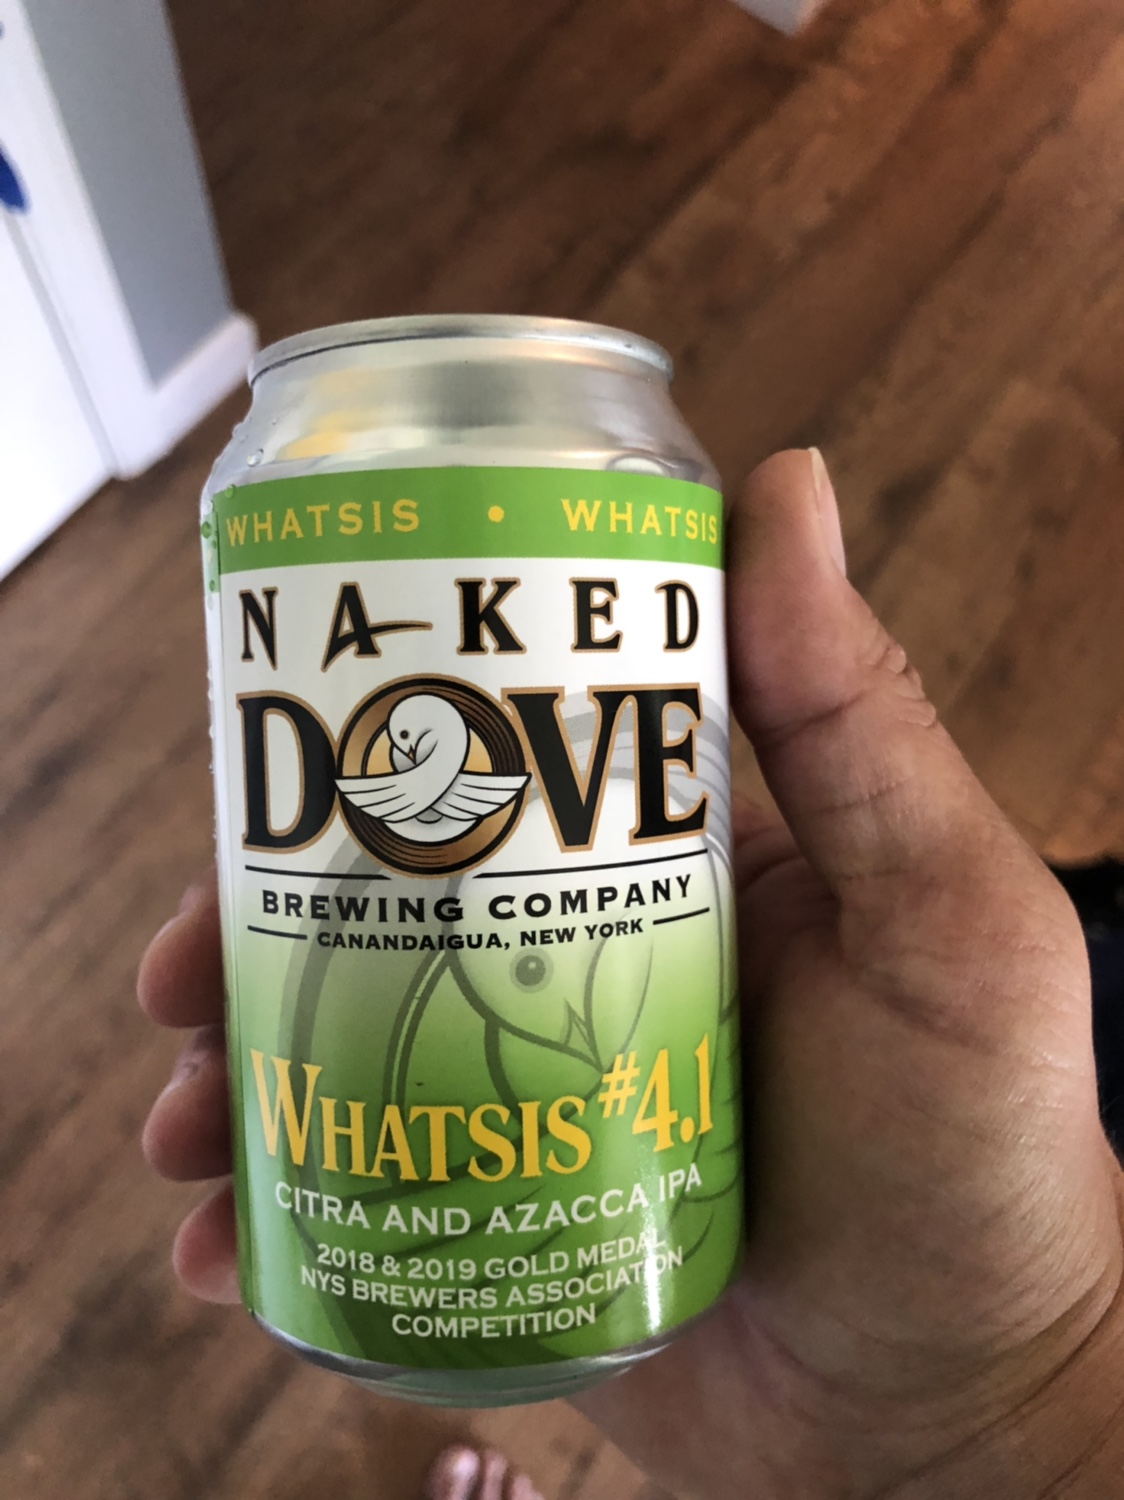 WHATSIS • WHATSIS
NAKED
DOVE
BREWING COMPANY
CANANDAIGUA, NEW YORK
WHATSIS #4.1
CITRA AND AZACCA IPA
2018 & 2019 GOLD MEDAL
NYS BREWERS ASSOCIATION
COMPETITION